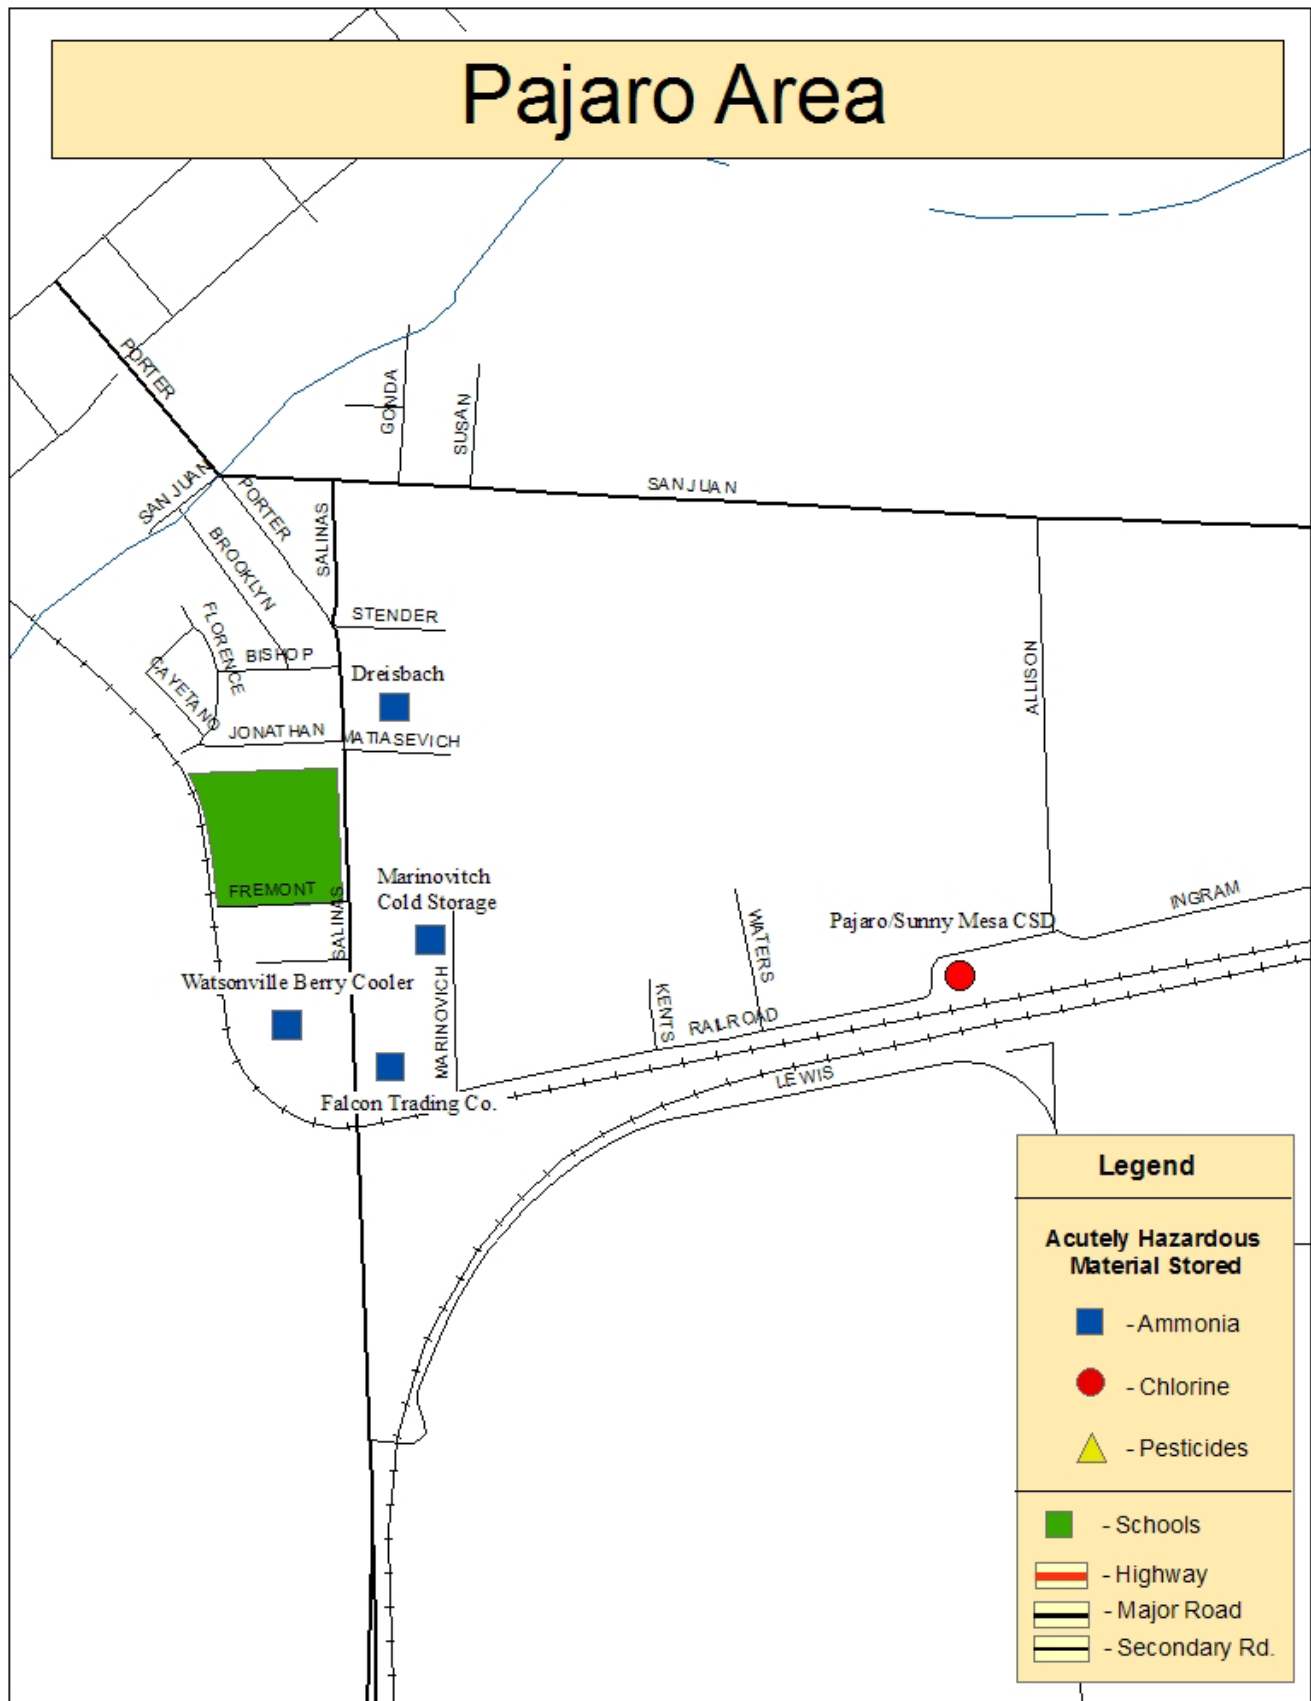 Pajaro Area
PORTER
GONDA
SUSAN
SAN JUAN
SAN JUAN
PORTER
SALINAS
BROOKLYN
STENDER
FLORENCE
BISHOP
CAYETANO
Dreisbach
ALLISON
JONATHAN
MATIASEVICH
FREMONT
SALINAS
Marinovitch
Cold Storage
WATERS
Pajaro/Sunny Mesa CSD
INGRAM
Watsonville Berry Cooler
MARINOVICH
KENTS
RAILROAD
LEWIS
Falcon Trading Co.
Legend
Acutely Hazardous
Material Stored
- Ammonia
- Chlorine
- Pesticides
- Schools
- Highway
- Major Road
- Secondary Rd.